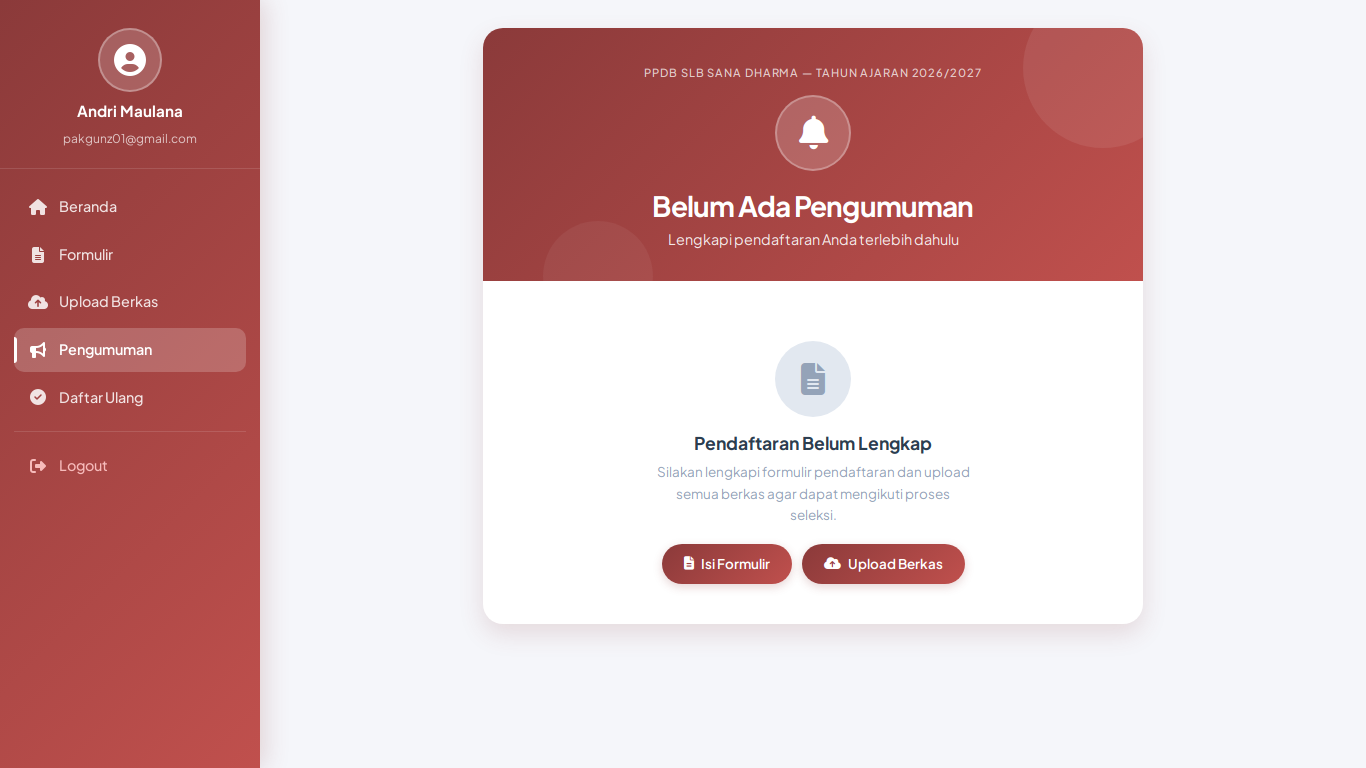 Andri Maulana
pakgunz01@gmail.com
Beranda
Formulir
Upload Berkas
Pengumuman
Daftar Ulang
Logout
PPDB SLB SANA DHARMA — TAHUN AJARAN 2026/2027
Belum Ada Pengumuman
Lengkapi pendaftaran Anda terlebih dahulu
Pendaftaran Belum Lengkap
Silakan lengkapi formulir pendaftaran dan upload
semua berkas agar dapat mengikuti proses
seleksi.
Isi Formulir
Upload Berkas